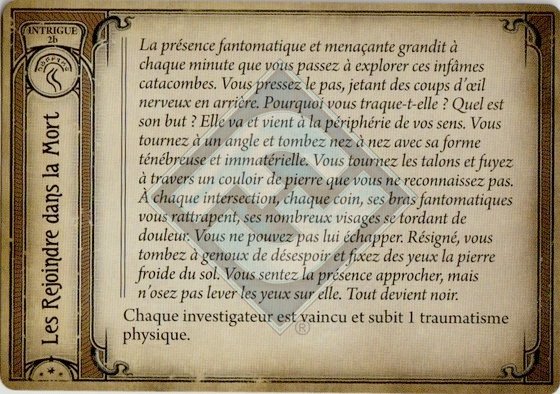 INTRIGUE
2b
Les Rejoindre dans la Mort
La présence fantomatique et menaçante grandit à
chaque minute que vous passez à explorer ces infâmes
catacombes. Vous pressez le pas, jetant des coups d'œil
nerveux en arrière. Pourquoi vous traque-t-elle ? Quel est
son but ? Elle va et vient à la périphérie de vos sens. Vous
tournez à un angle et tombez nez à nez avec sa forme
ténébreuse et immatérielle. Vous tournez les talons et fuyez
à travers un couloir de pierre que vous ne reconnaissez pas.
À chaque intersection, chaque coin, ses bras fantomatiques
vous rattrapent, ses nombreux visages se tordant de
douleur. Vous ne pouvez pas lui échapper. Résigné, vous
tombez à genoux de désespoir et fixez des yeux la pierre
froide du sol. Vous sentez la présence approcher, mais
n'osez pas lever les yeux sur elle. Tout devient noir.
Chaque investigateur est vaincu et subit 1 traumatisme
physique.